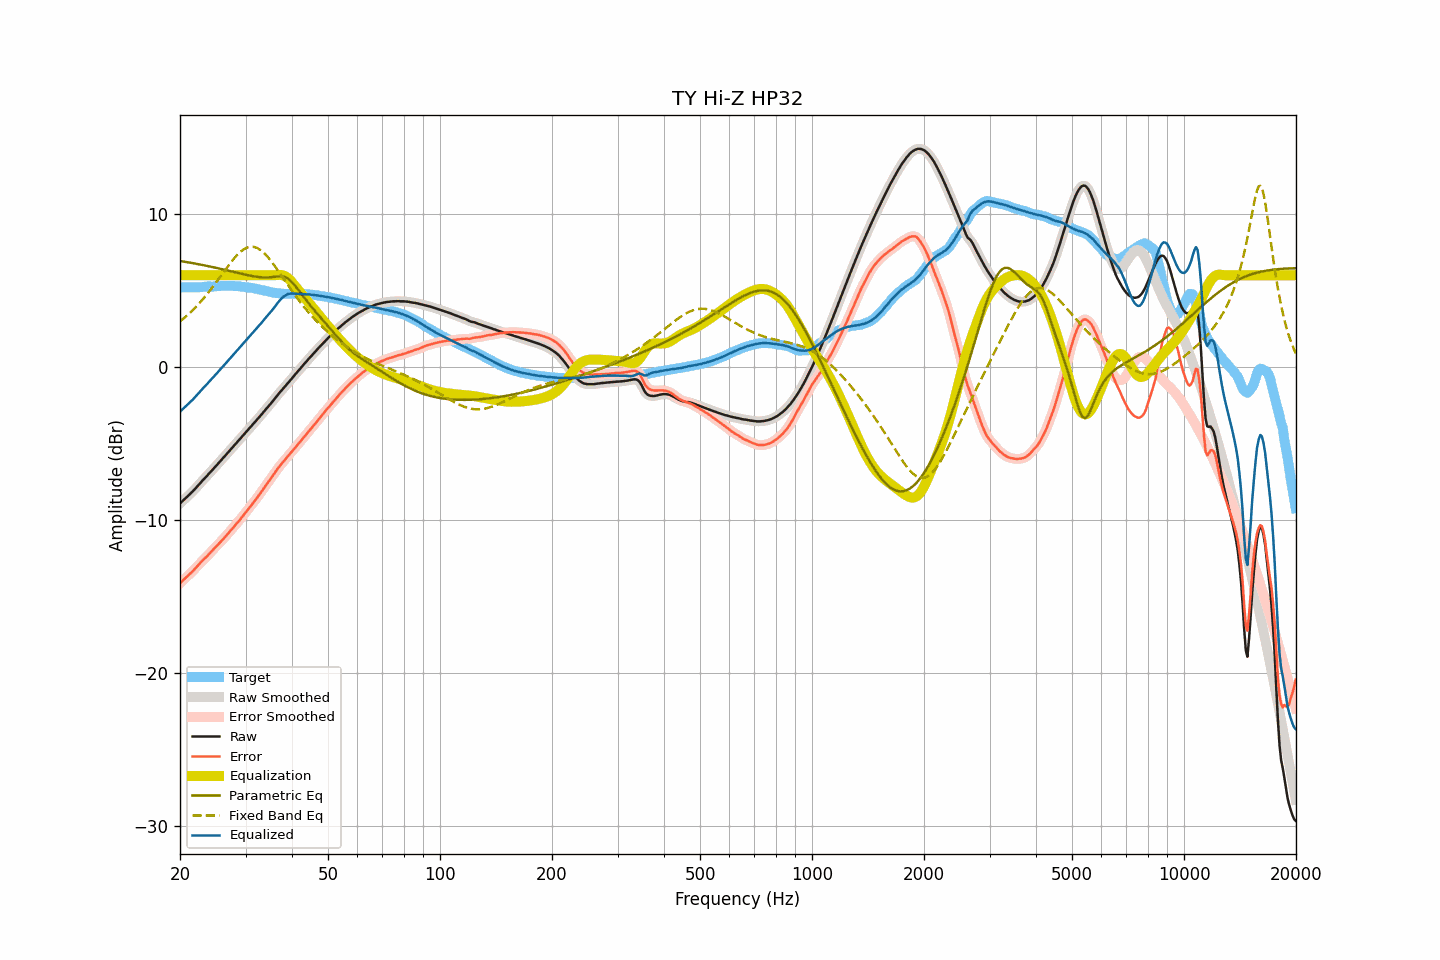 TY Hi-Z HP32
Amplitude (dBr)
10
0
−10
−20
−30
Target
Raw Smoothed
Error Smoothed
Raw
Error
Equalization
Parametric Eq
Fixed Band Eq
Equalized
20 50 100 200 500 1000 2000 5000 10000 20000
Frequency (Hz)